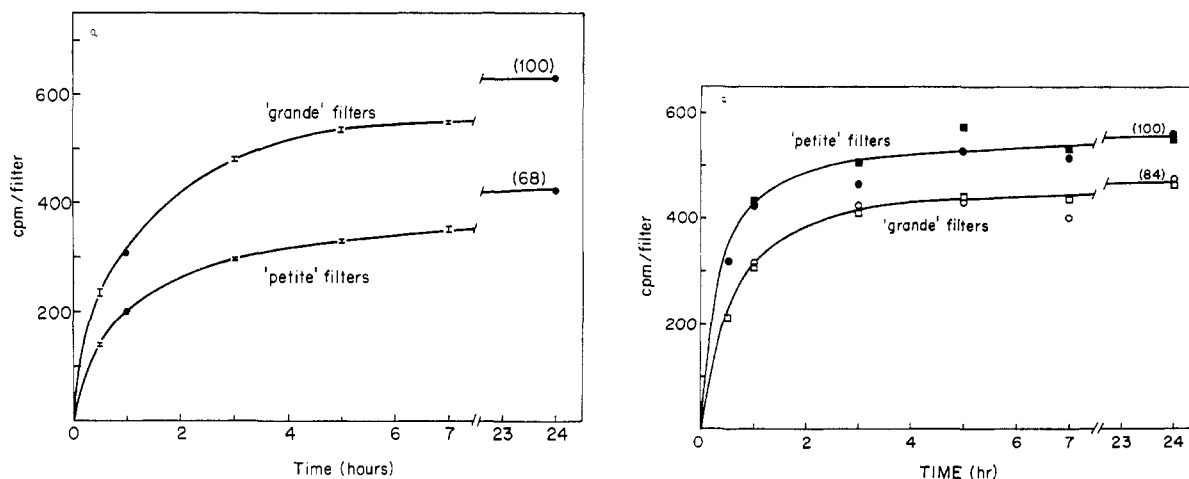 (100)
600
'grande' filters
(68)
cpm/filter
400
'petite' filters
200
0 2 4 6 7 23 24
Time (hours)
600
(100)
'petite' filters
(84)
cpm/filter
400
'grande' filters
200
0 2 4 6 7 23 24
TIME (hr)